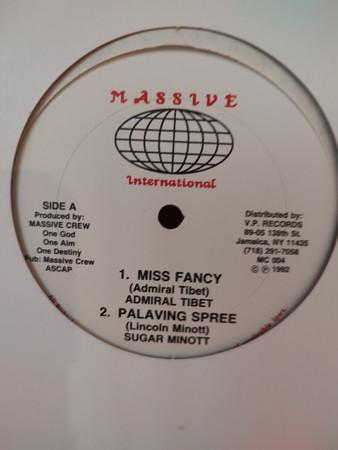 MASSIVE
International
SIDE A
Produced by:
MASSIVE CREW
One God
One Aim
One Destiny
Pub: Massive Crew
ASCAP
Distributed by:
V.P. RECORDS
89-05 138th St.
Jamaica, NY 11435
(718) 291-7058
MC 004
© ℗ 1992
1. MISS FANCY
(Admiral Tibet)
ADMIRAL TIBET
2. PALAVING SPREE
(Lincoln Minott)
SUGAR MINOTT